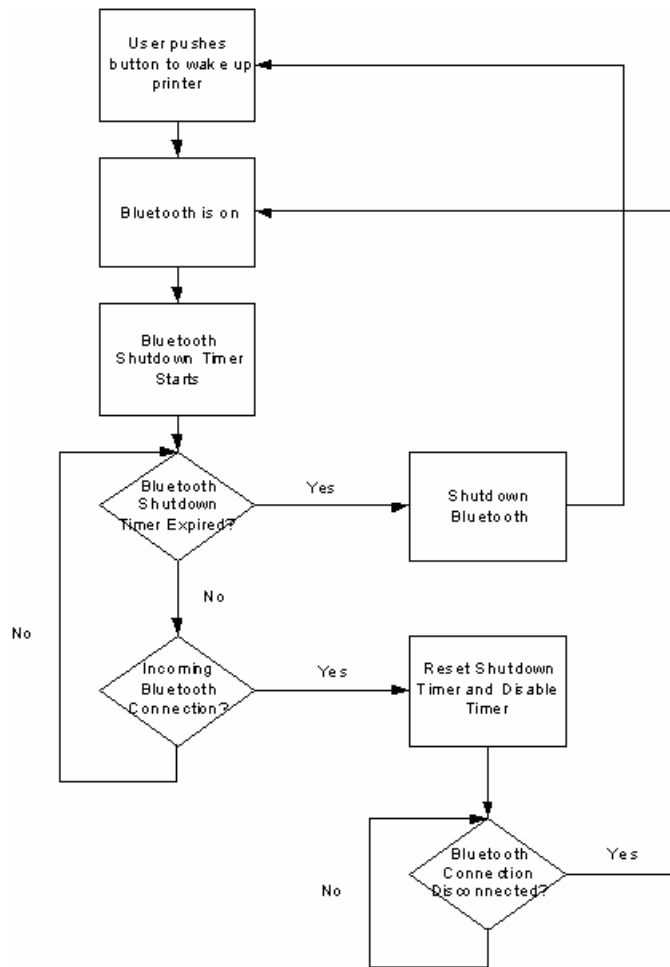 User pushes
button to wake up
printer
Bluetooth is on
Bluetooth
Shutdown Timer
Starts
Bluetooth
Shutdown
Timer Expired?
Yes
Shutdown
Bluetooth
No
No
Incoming
Bluetooth
Connection?
Yes
Reset Shutdown
Timer and Disable
Timer
Bluetooth
Connection
Disconnected?
Yes
No